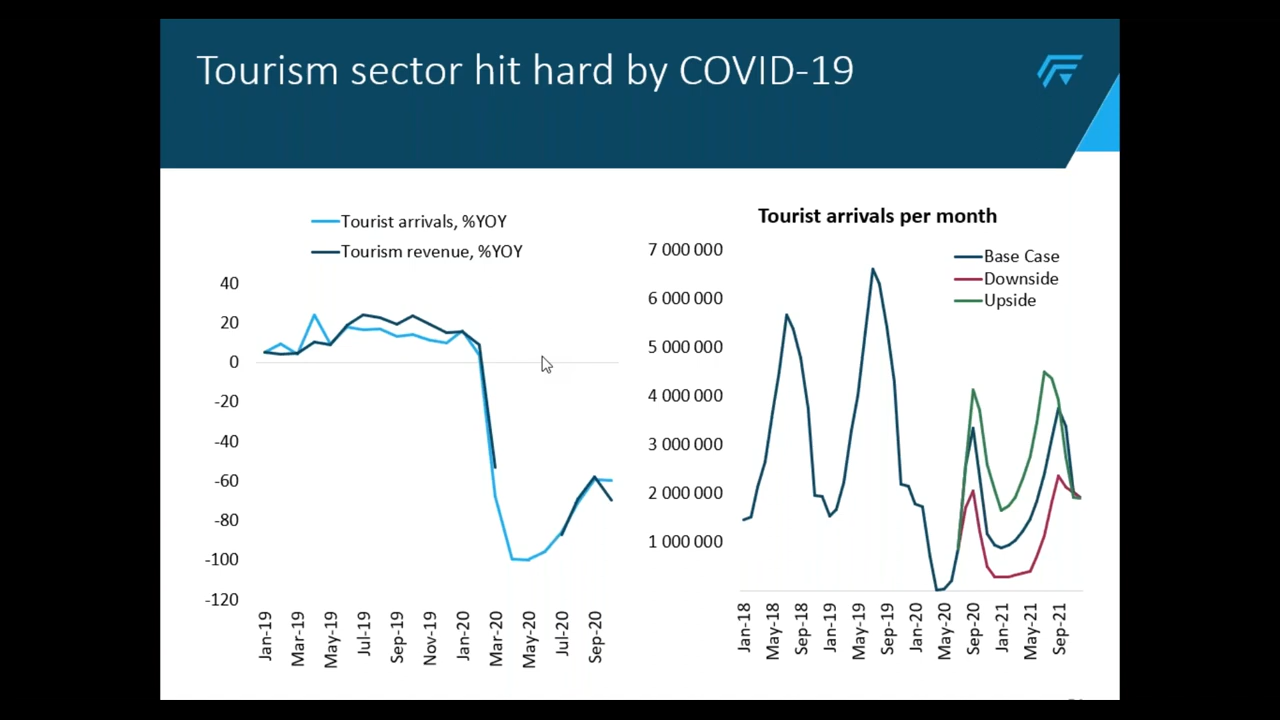 Tourism sector hit hard by COVID-19
Tourist arrivals, %YOY
Tourism revenue, %YOY
40
20
0
-20
-40
-60
-80
-100
-120
Jan-19
Mar-19
May-19
Jul-19
Sep-19
Nov-19
Jan-20
Mar-20
May-20
Jul-20
Sep-20
Tourist arrivals per month
7 000 000
6 000 000
5 000 000
4 000 000
3 000 000
2 000 000
1 000 000
Base Case
Downside
Upside
Jan-18
May-18
Sep-18
Jan-19
May-19
Sep-19
Jan-20
May-20
Sep-20
Jan-21
May-21
Sep-21